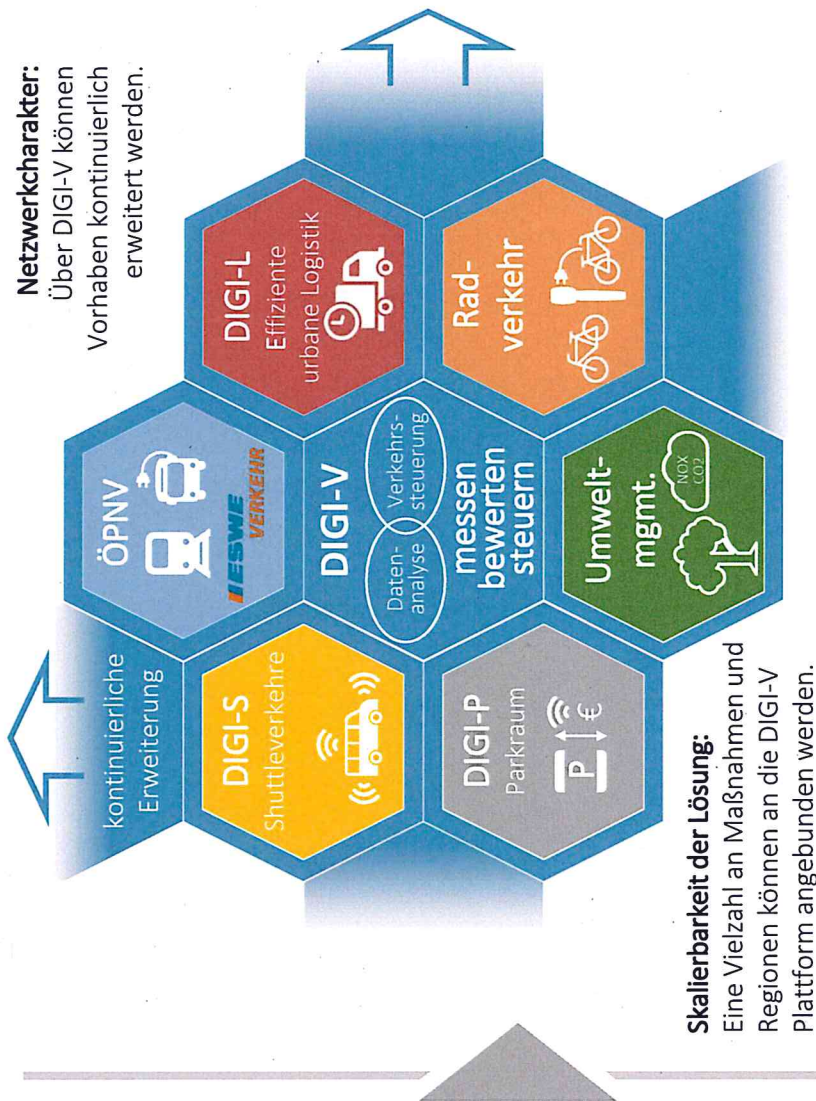 Netzwerkcharakter:
Über DIGI-V können
Vorhaben kontinuierlich
erweitert werden.
kontinuierliche
Erweiterung
ÖPNV
ESWE
VERKEHR
DIGI-S
Shuttleverkehre
DIGI-L
Effiziente
urbane Logistik
DIGI-V
Daten-
analyse
Verkehrs-
steuerung
messen
bewerten
steuern
DIGI-P
Parkraum
P
€
Rad-
verkehr
Umwelt-
mgmt.
NOX
CO2
Skalierbarkeit der Lösung:
Eine Vielzahl an Maßnahmen und
Regionen können an die DIGI-V
Plattform angebunden werden.